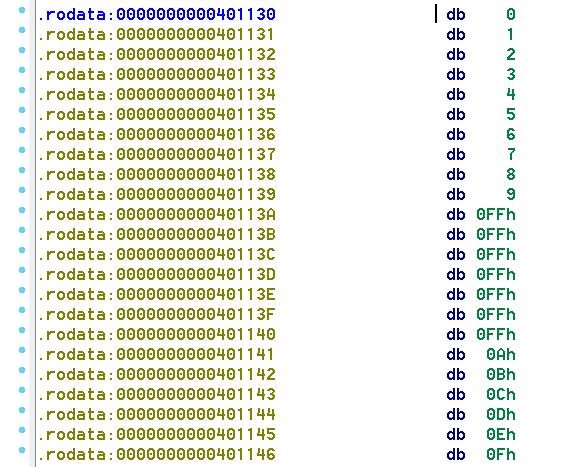 .rodata:0000000000401130 db 0
.rodata:0000000000401131 db 1
.rodata:0000000000401132 db 2
.rodata:0000000000401133 db 3
.rodata:0000000000401134 db 4
.rodata:0000000000401135 db 5
.rodata:0000000000401136 db 6
.rodata:0000000000401137 db 7
.rodata:0000000000401138 db 8
.rodata:0000000000401139 db 9
.rodata:000000000040113A db 0FFh
.rodata:000000000040113B db 0FFh
.rodata:000000000040113C db 0FFh
.rodata:000000000040113D db 0FFh
.rodata:000000000040113E db 0FFh
.rodata:000000000040113F db 0FFh
.rodata:0000000000401140 db 0FFh
.rodata:0000000000401141 db 0Ah
.rodata:0000000000401142 db 0Bh
.rodata:0000000000401143 db 0Ch
.rodata:0000000000401144 db 0Dh
.rodata:0000000000401145 db 0Eh
.rodata:0000000000401146 db 0Fh